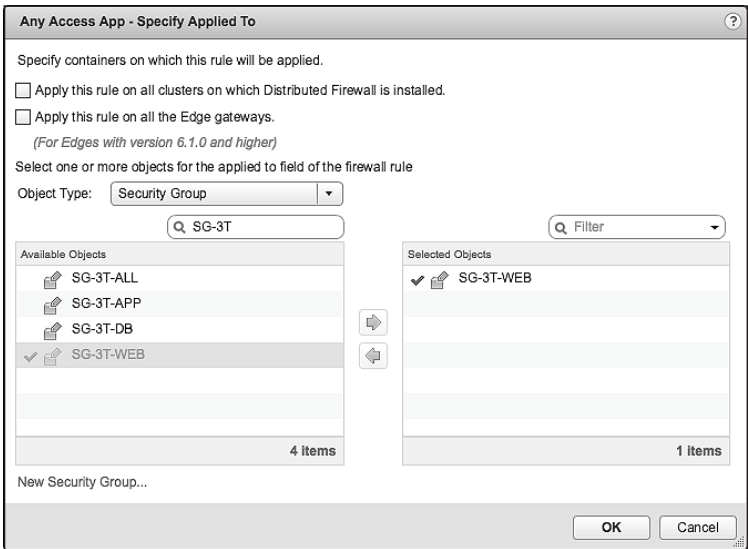 Any Access App - Specify Applied To
?
Specify containers on which this rule will be applied.
Apply this rule on all clusters on which Distributed Firewall is installed.
Apply this rule on all the Edge gateways.
(For Edges with version 6.1.0 and higher)
Select one or more objects for the applied to field of the firewall rule
Object Type: Security Group
SG-3T
Filter
Available Objects
Selected Objects
SG-3T-ALL
SG-3T-WEB
SG-3T-APP
SG-3T-DB
SG-3T-WEB
4 items
1 items
New Security Group...
OK
Cancel